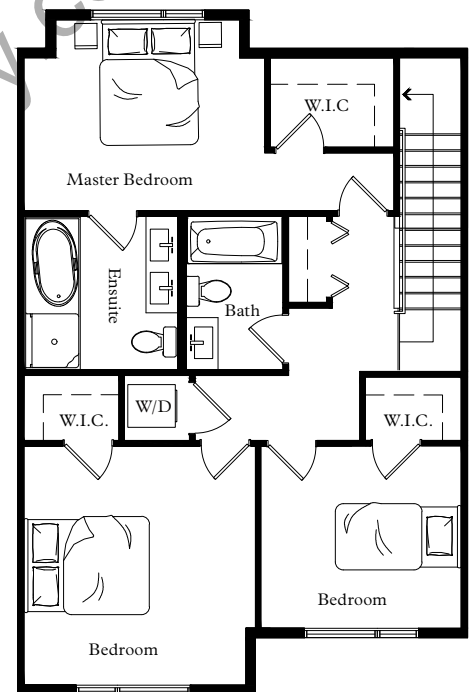 W.I.C
Master Bedroom
Ensuite
Bath
W.I.C.
W/D
W.I.C.
Bedroom
Bedroom